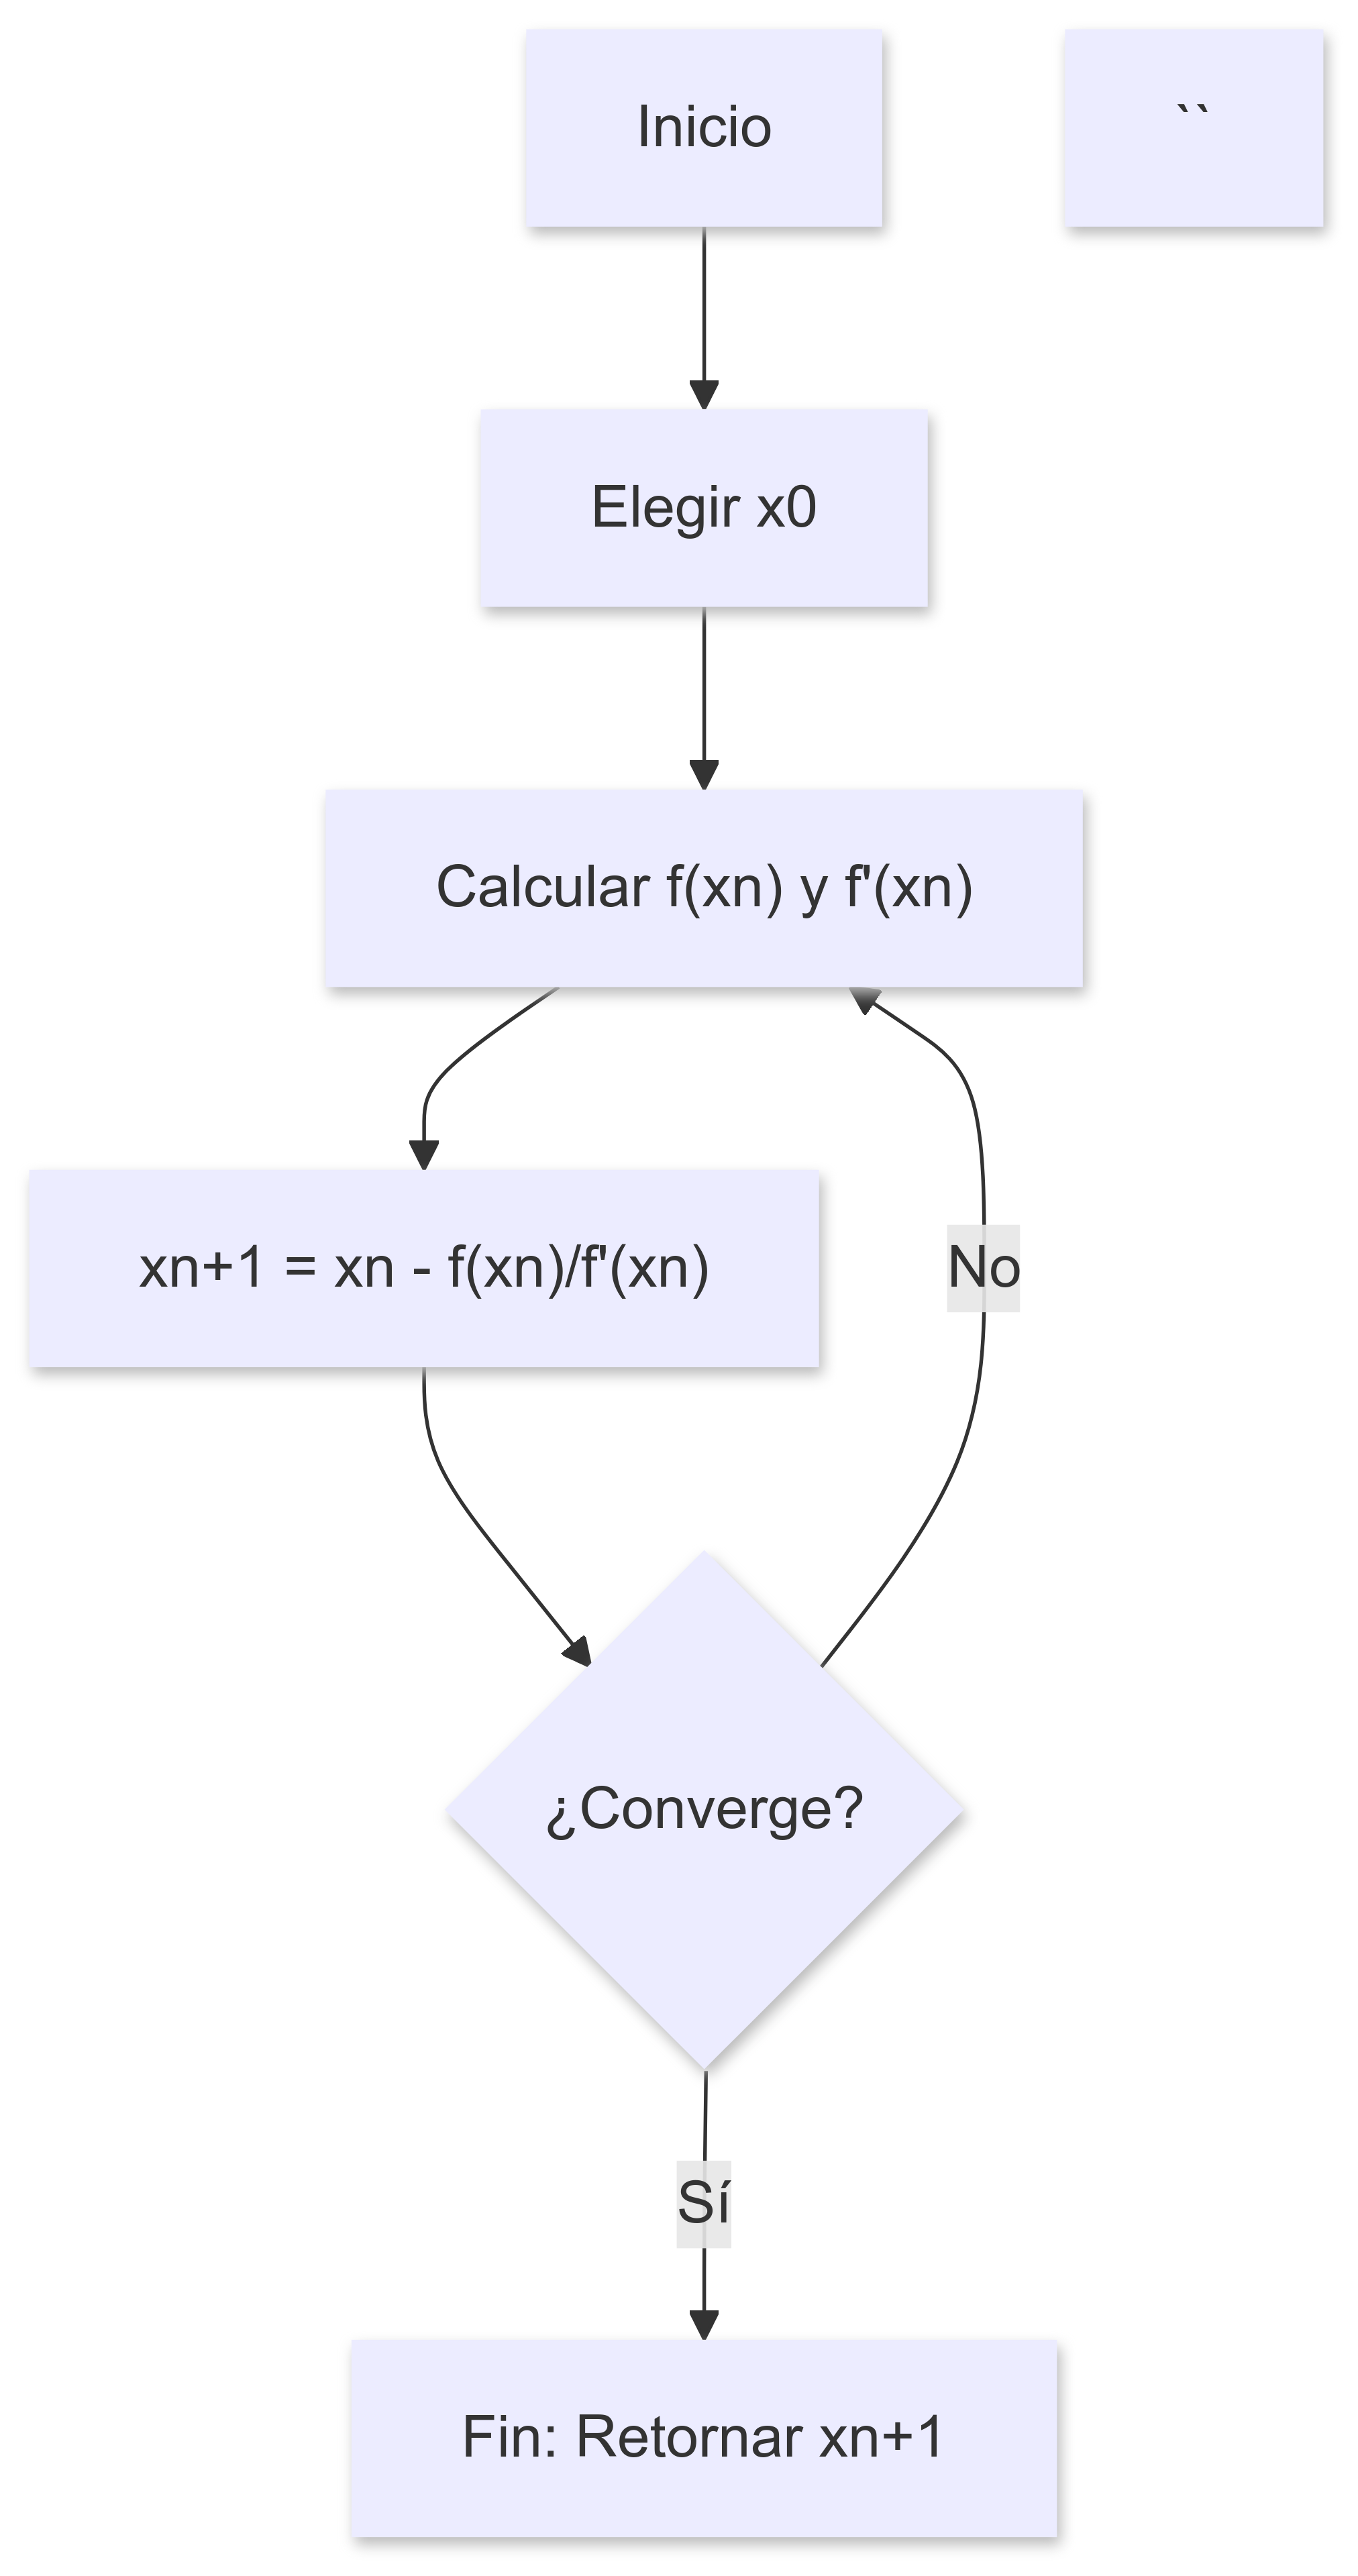 Inicio
``
Elegir x0
Calcular f(xn) y f'(xn)
xn+1 = xn - f(xn)/f'(xn)
No
¿Converge?
Sí
Fin: Retornar xn+1